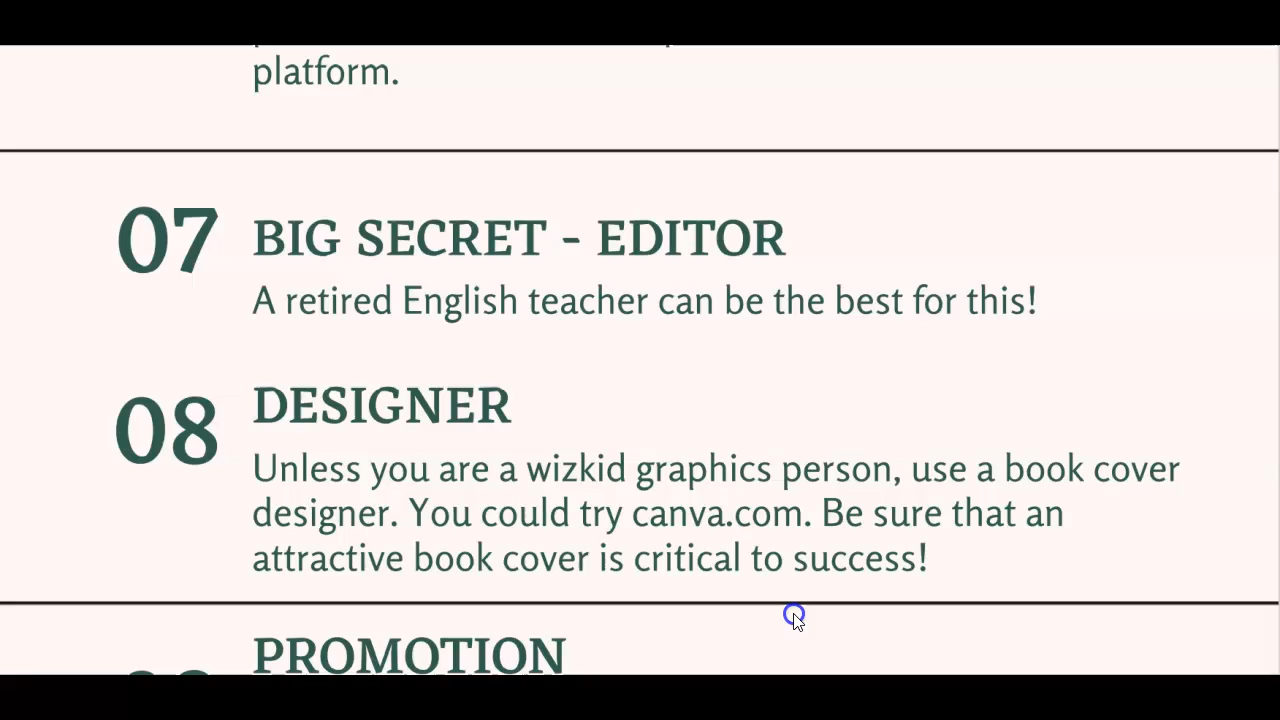 platform.
07 BIG SECRET - EDITOR
A retired English teacher can be the best for this!
08 DESIGNER
Unless you are a wizkid graphics person, use a book cover
designer. You could try canva.com. Be sure that an
attractive book cover is critical to success!
PROMOTION